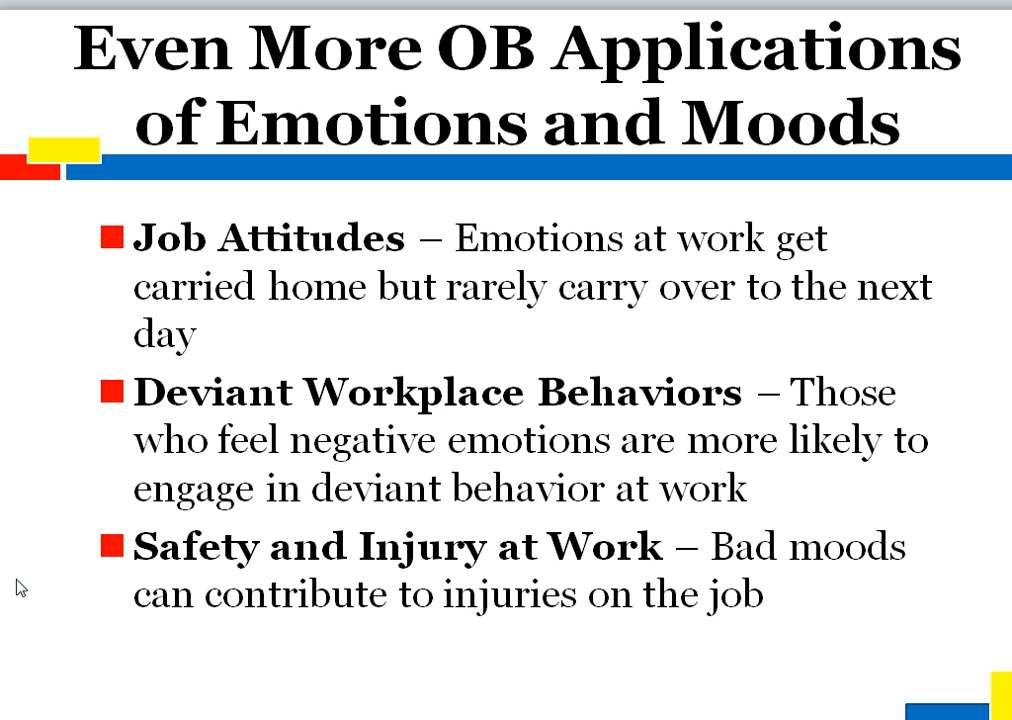 Even More OB Applications
of Emotions and Moods
Job Attitudes – Emotions at work get
carried home but rarely carry over to the next
day
Deviant Workplace Behaviors – Those
who feel negative emotions are more likely to
engage in deviant behavior at work
Safety and Injury at Work – Bad moods
can contribute to injuries on the job